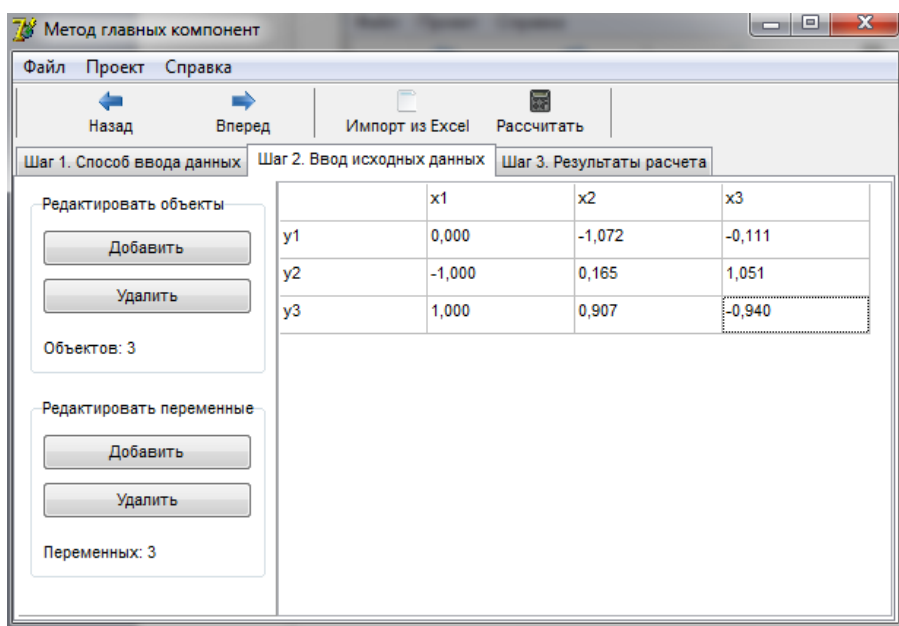 Метод главных компонент
Файл Проект Справка
Назад Вперед Импорт из Excel Рассчитать
Шаг 1. Способ ввода данных Шаг 2. Ввод исходных данных Шаг 3. Результаты расчета
Редактировать объекты
Добавить
Удалить
Объектов: 3
Редактировать переменные
Добавить
Удалить
Переменных: 3
x1 x2 x3
y1 0,000 -1,072 -0,111
y2 -1,000 0,165 1,051
y3 1,000 0,907 -0,940